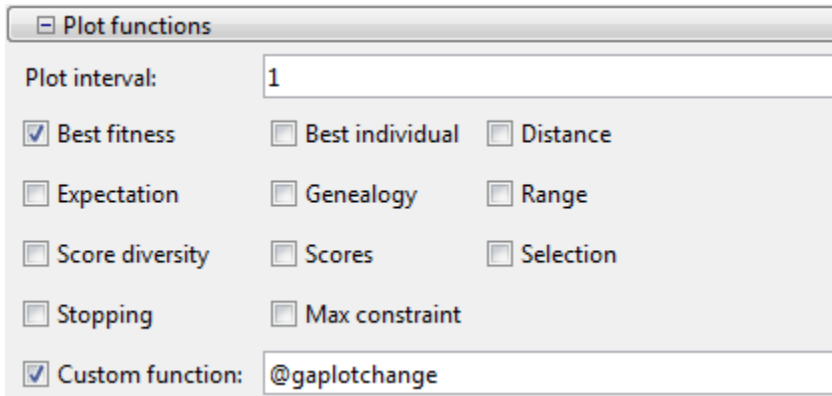 Plot functions
Plot interval: 1
Best fitness Best individual Distance
Expectation Genealogy Range
Score diversity Scores Selection
Stopping Max constraint
Custom function: @gaplotchange